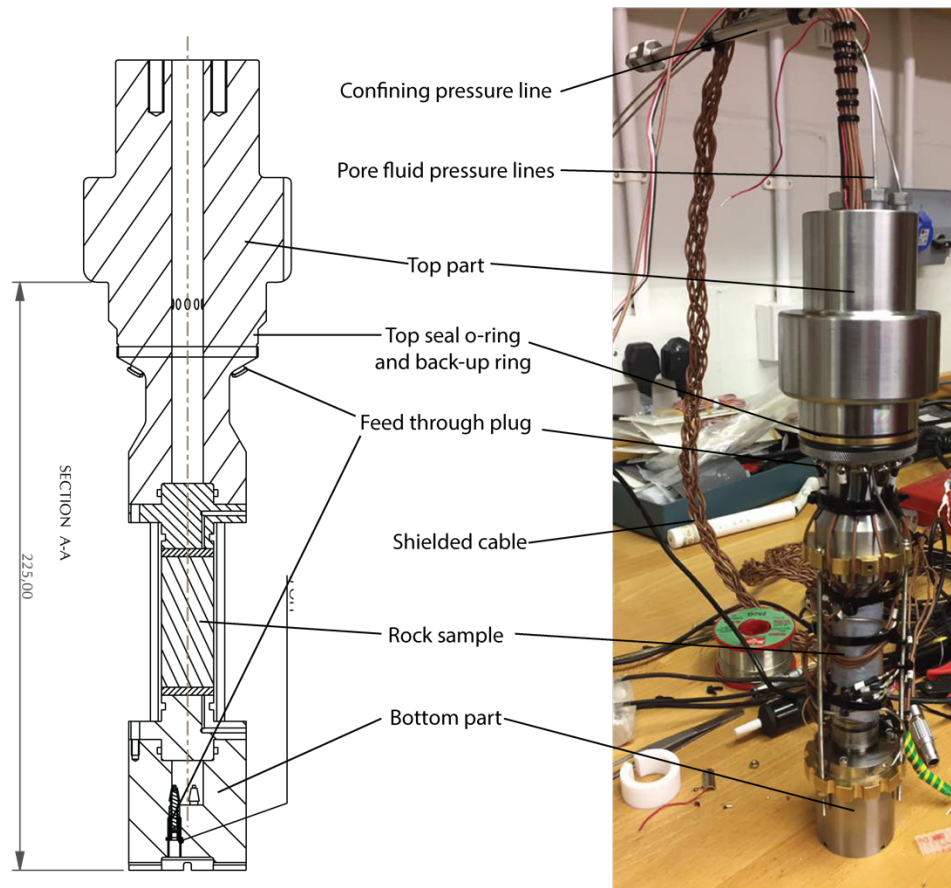 Confining pressure line
Pore fluid pressure lines
Top part
Top seal o-ring
and back-up ring
Feed through plug
Shielded cable
Rock sample
Bottom part
SECTION A-A
225,00